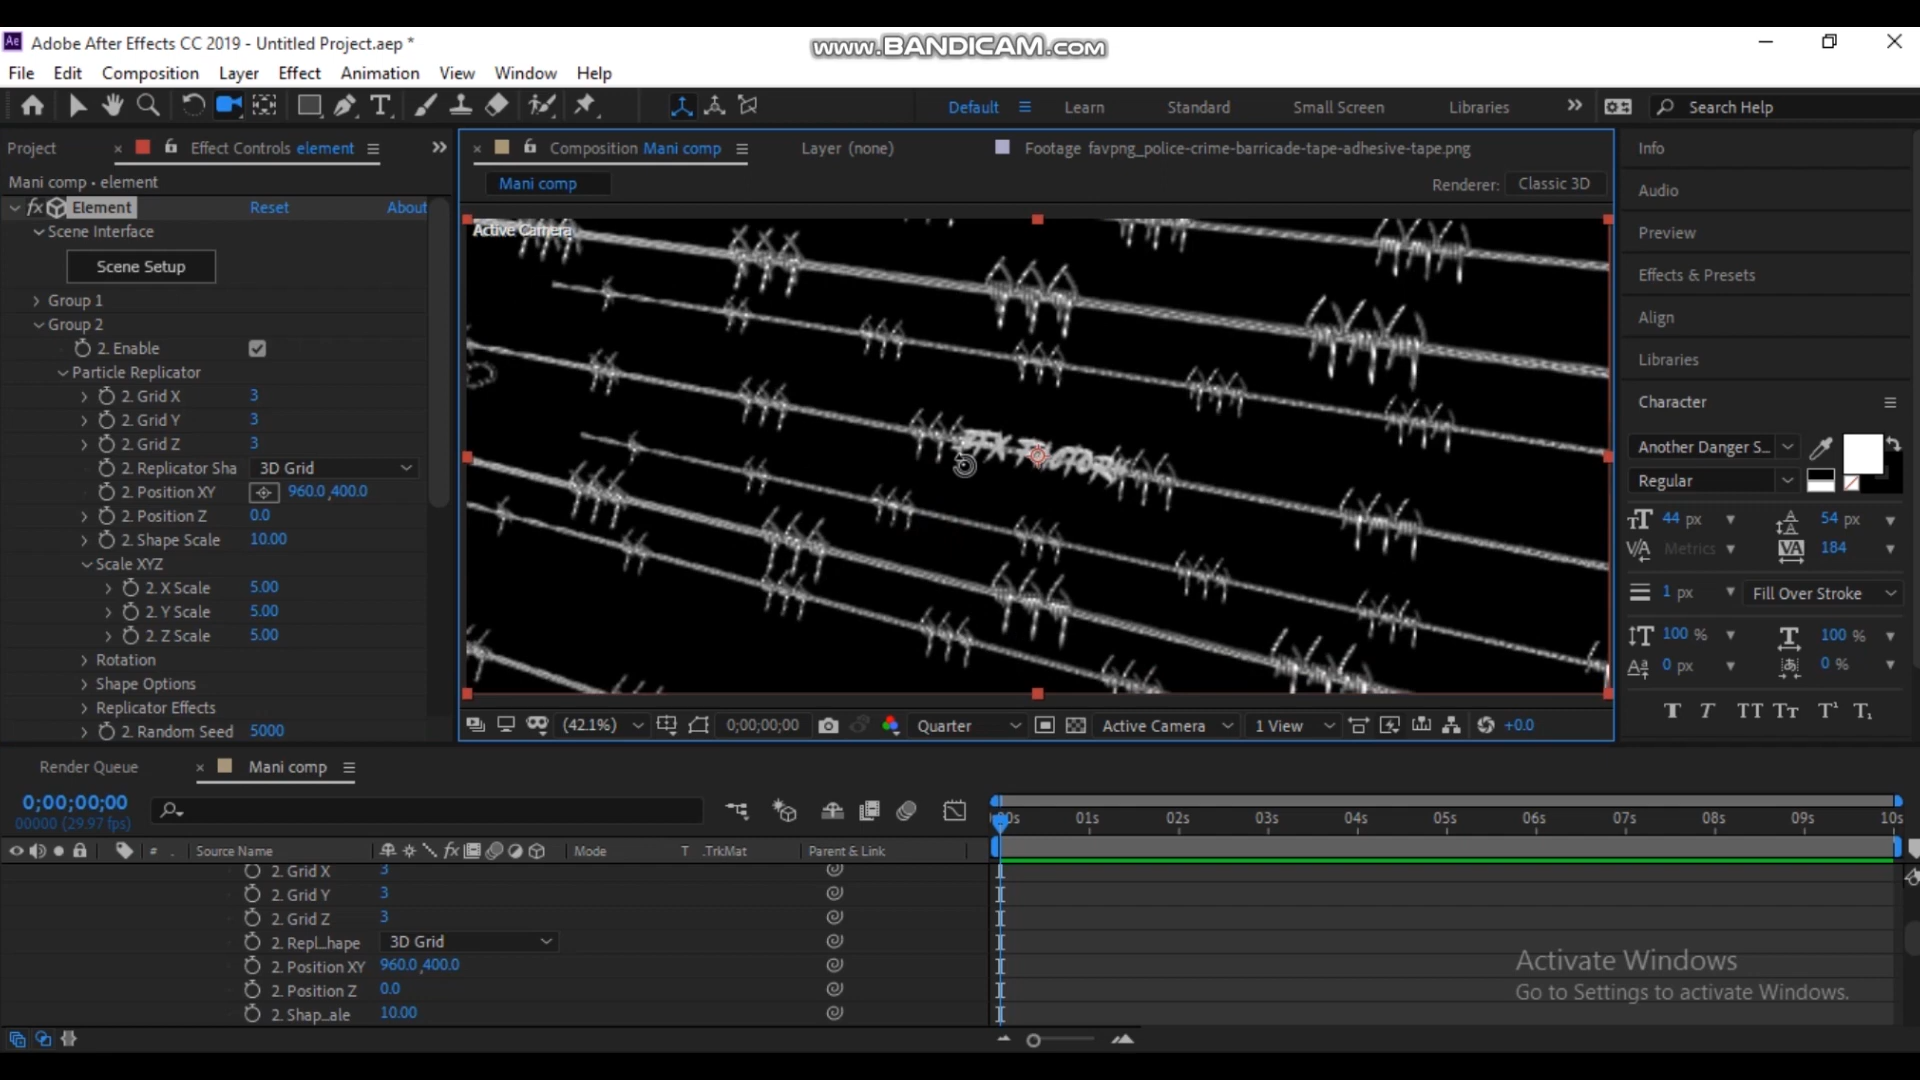 www.BANDICAM.com
Ae Adobe After Effects CC 2019 - Untitled Project.aep *
File Edit Composition Layer Effect Animation View Window Help
Default Learn Standard Small Screen Libraries Search Help
Project Effect Controls element
Composition Mani comp Layer (none) Footage favpng_police-crime-barricade-tape-adhesive-tape.png
Mani comp • element
Mani comp
Renderer: Classic 3D
fx Element Reset About
Scene Interface
Scene Setup
Group 1
Group 2
2. Enable
Particle Replicator
2. Grid X 3
2. Grid Y 3
2. Grid Z 3
2. Replicator Sha 3D Grid
2. Position XY 960.0,400.0
2. Position Z 0.0
2. Shape Scale 10.00
Scale XYZ
2. X Scale 5.00
2. Y Scale 5.00
2. Z Scale 5.00
Rotation
Shape Options
Replicator Effects
2. Random Seed 5000
Active Camera
(42.1%) 0;00;00;00 Quarter Active Camera 1 View +0.0
Info
Audio
Preview
Effects & Presets
Align
Libraries
Character
Another Danger S...
Regular
44 px 54 px
Metrics 184
1 px Fill Over Stroke
100 % 100 %
0 px 0 %
T T TT Tt T¹ T₁
Render Queue Mani comp
0;00;00;00
00000 (29.97 fps)
01s 02s 03s 04s 05s 06s 07s 08s 09s 10s
# . Source Name fx Mode T .TrkMat Parent & Link
2. Grid X 3
2. Grid Y 3
2. Grid Z 3
2. Repl_hape 3D Grid
2. Position XY 960.0,400.0
2. Position Z 0.0
2. Shap_ale 10.00
Activate Windows
Go to Settings to activate Windows.